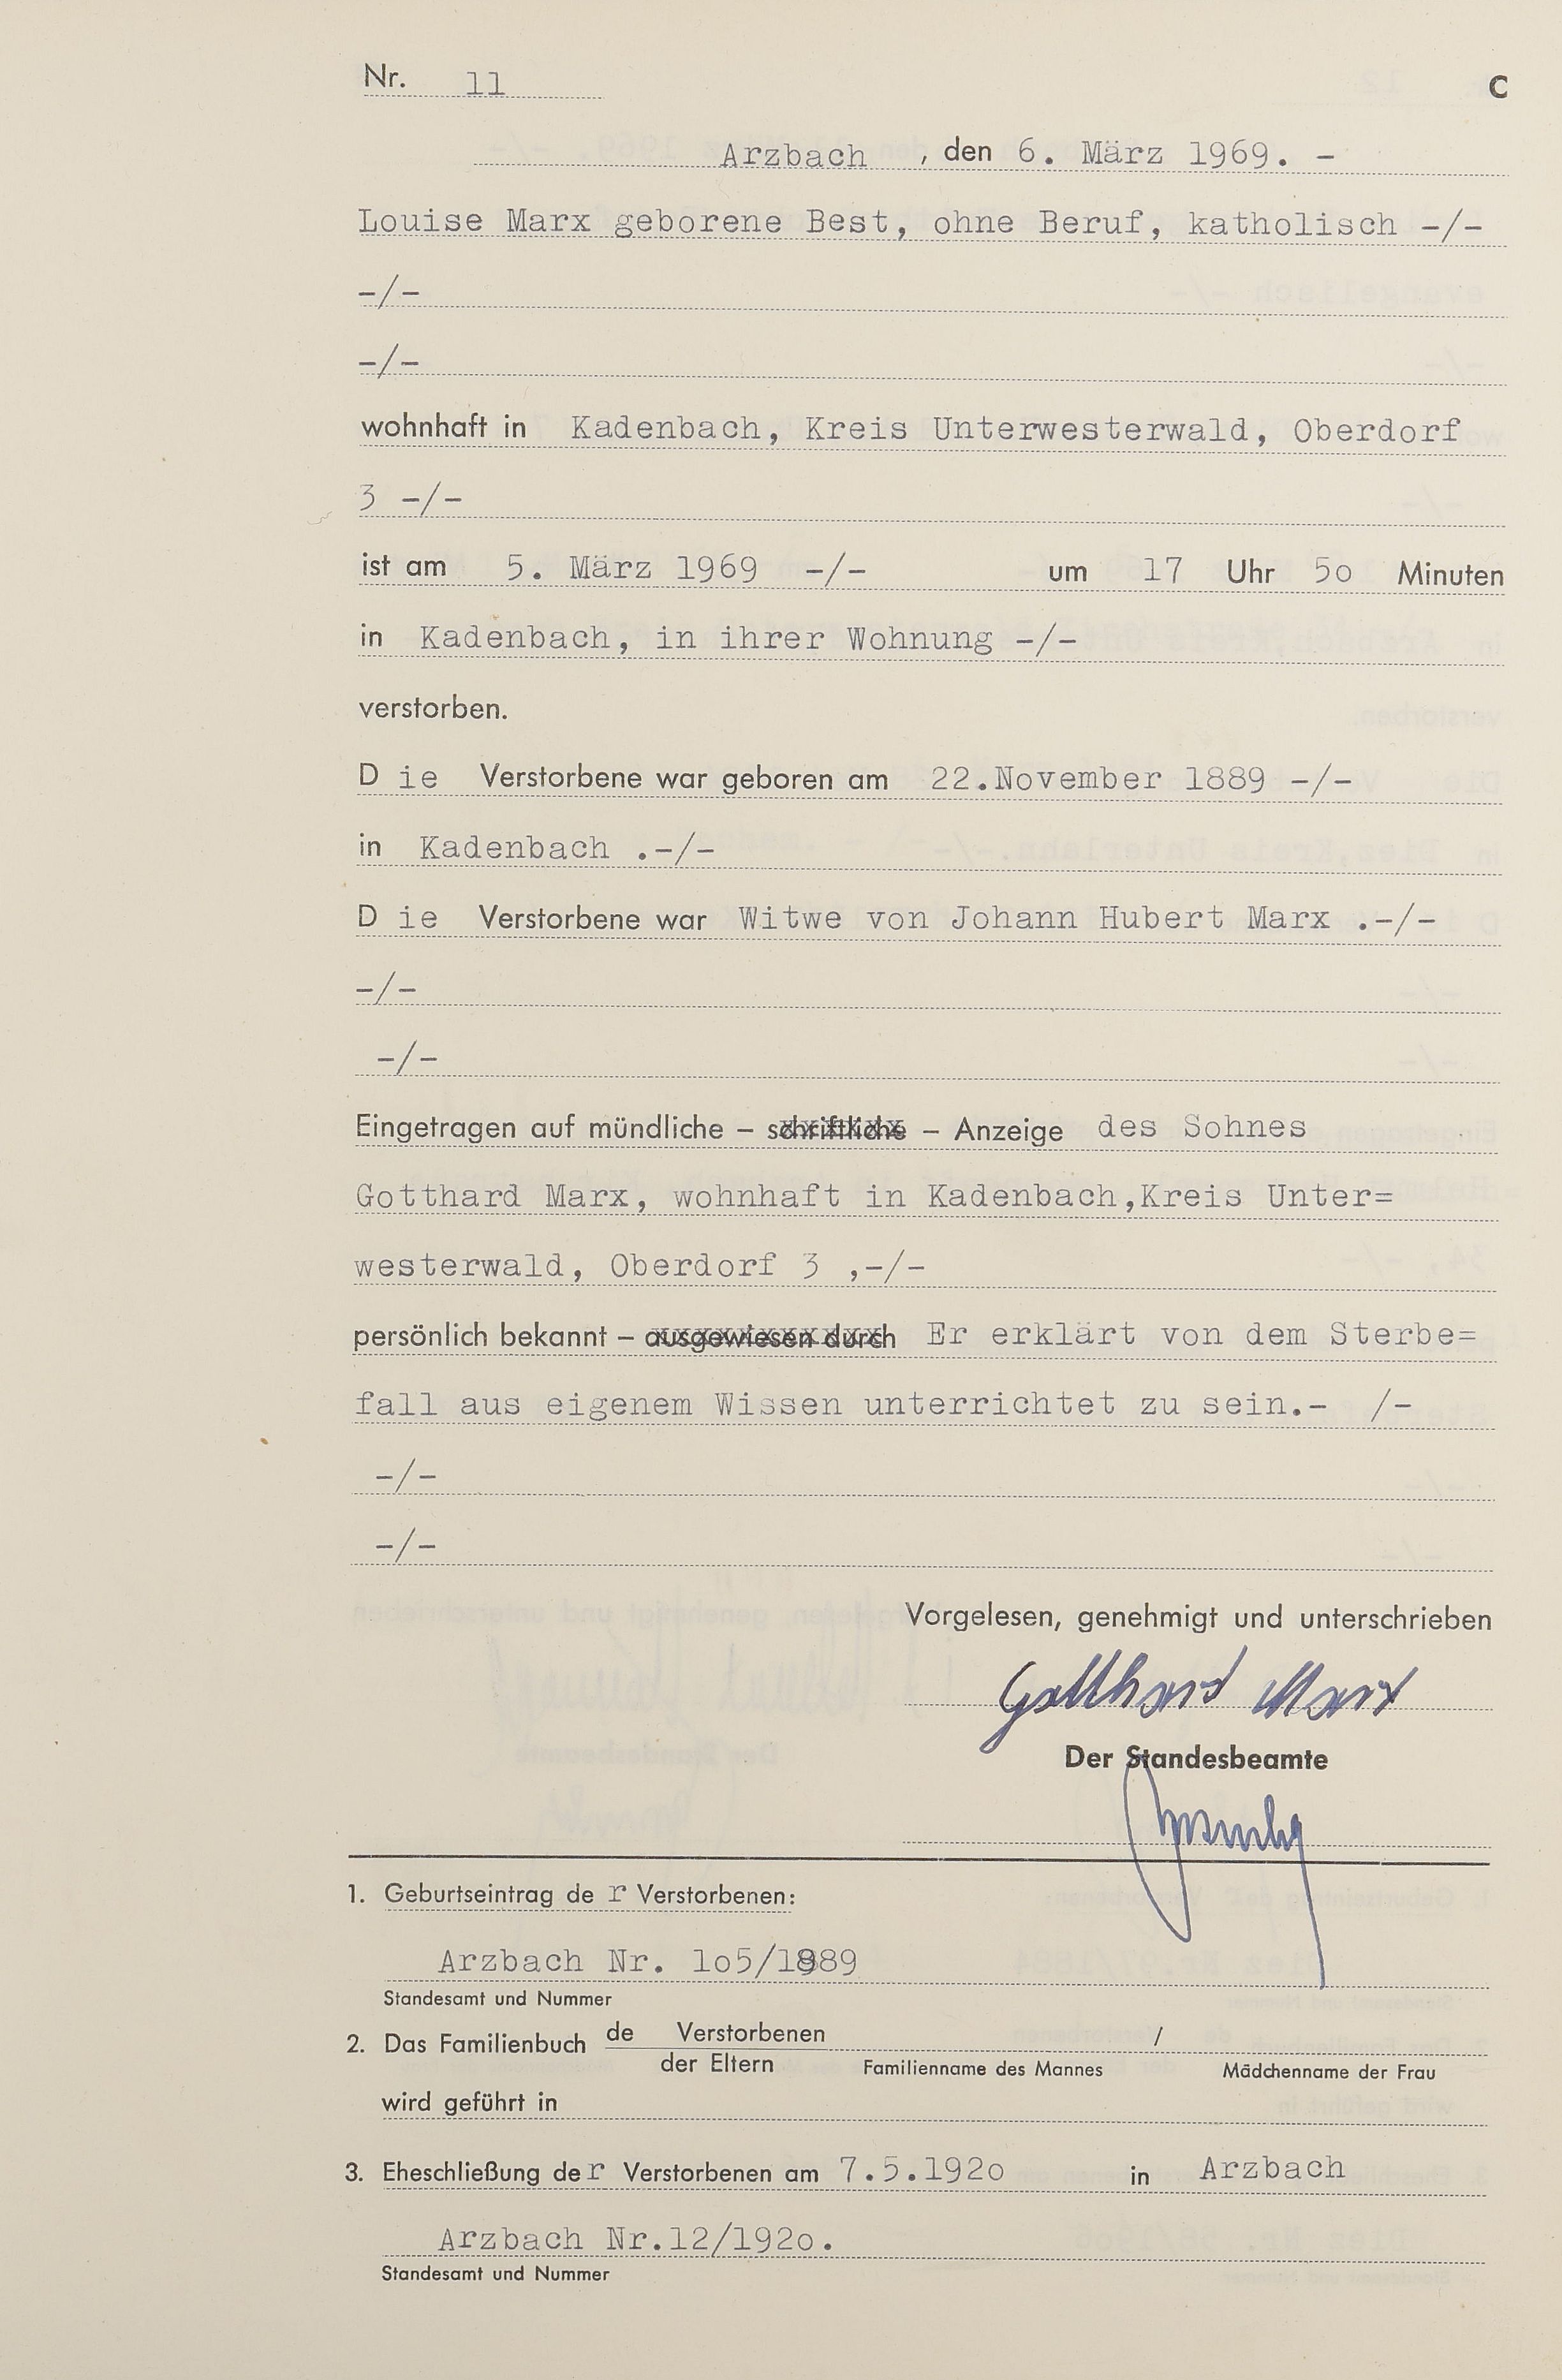 Nr. 11 C
Arzbach , den 6. März 1969. -
Louise Marx geborene Best, ohne Beruf, katholisch -/-
-/-
-/-
wohnhaft in Kadenbach, Kreis Unterwesterwald, Oberdorf
3 -/-
ist am 5. März 1969 -/- um 17 Uhr 5o Minuten
in Kadenbach, in ihrer Wohnung -/-
verstorben.
D ie Verstorbene war geboren am 22.November 1889 -/-
in Kadenbach .-/-
D ie Verstorbene war Witwe von Johann Hubert Marx .-/-
-/-
-/-
Eingetragen auf mündliche – schriftliche – Anzeige des Sohnes
Gotthard Marx, wohnhaft in Kadenbach,Kreis Unter=
westerwald, Oberdorf 3 ,-/-
persönlich bekannt – ausgewiesen durch Er erklärt von dem Sterbe=
fall aus eigenem Wissen unterrichtet zu sein.- /-
-/-
-/-
Vorgelesen, genehmigt und unterschrieben
Gotthard Marx
Der Standesbeamte
1. Geburtseintrag de r Verstorbenen:
Arzbach Nr. 1o5/1889
Standesamt und Nummer
2. Das Familienbuch de Verstorbenen /
der Eltern Familienname des Mannes Mädchenname der Frau
wird geführt in
3. Eheschließung de r Verstorbenen am 7.5.192o in Arzbach
Arzbach Nr.12/192o.
Standesamt und Nummer